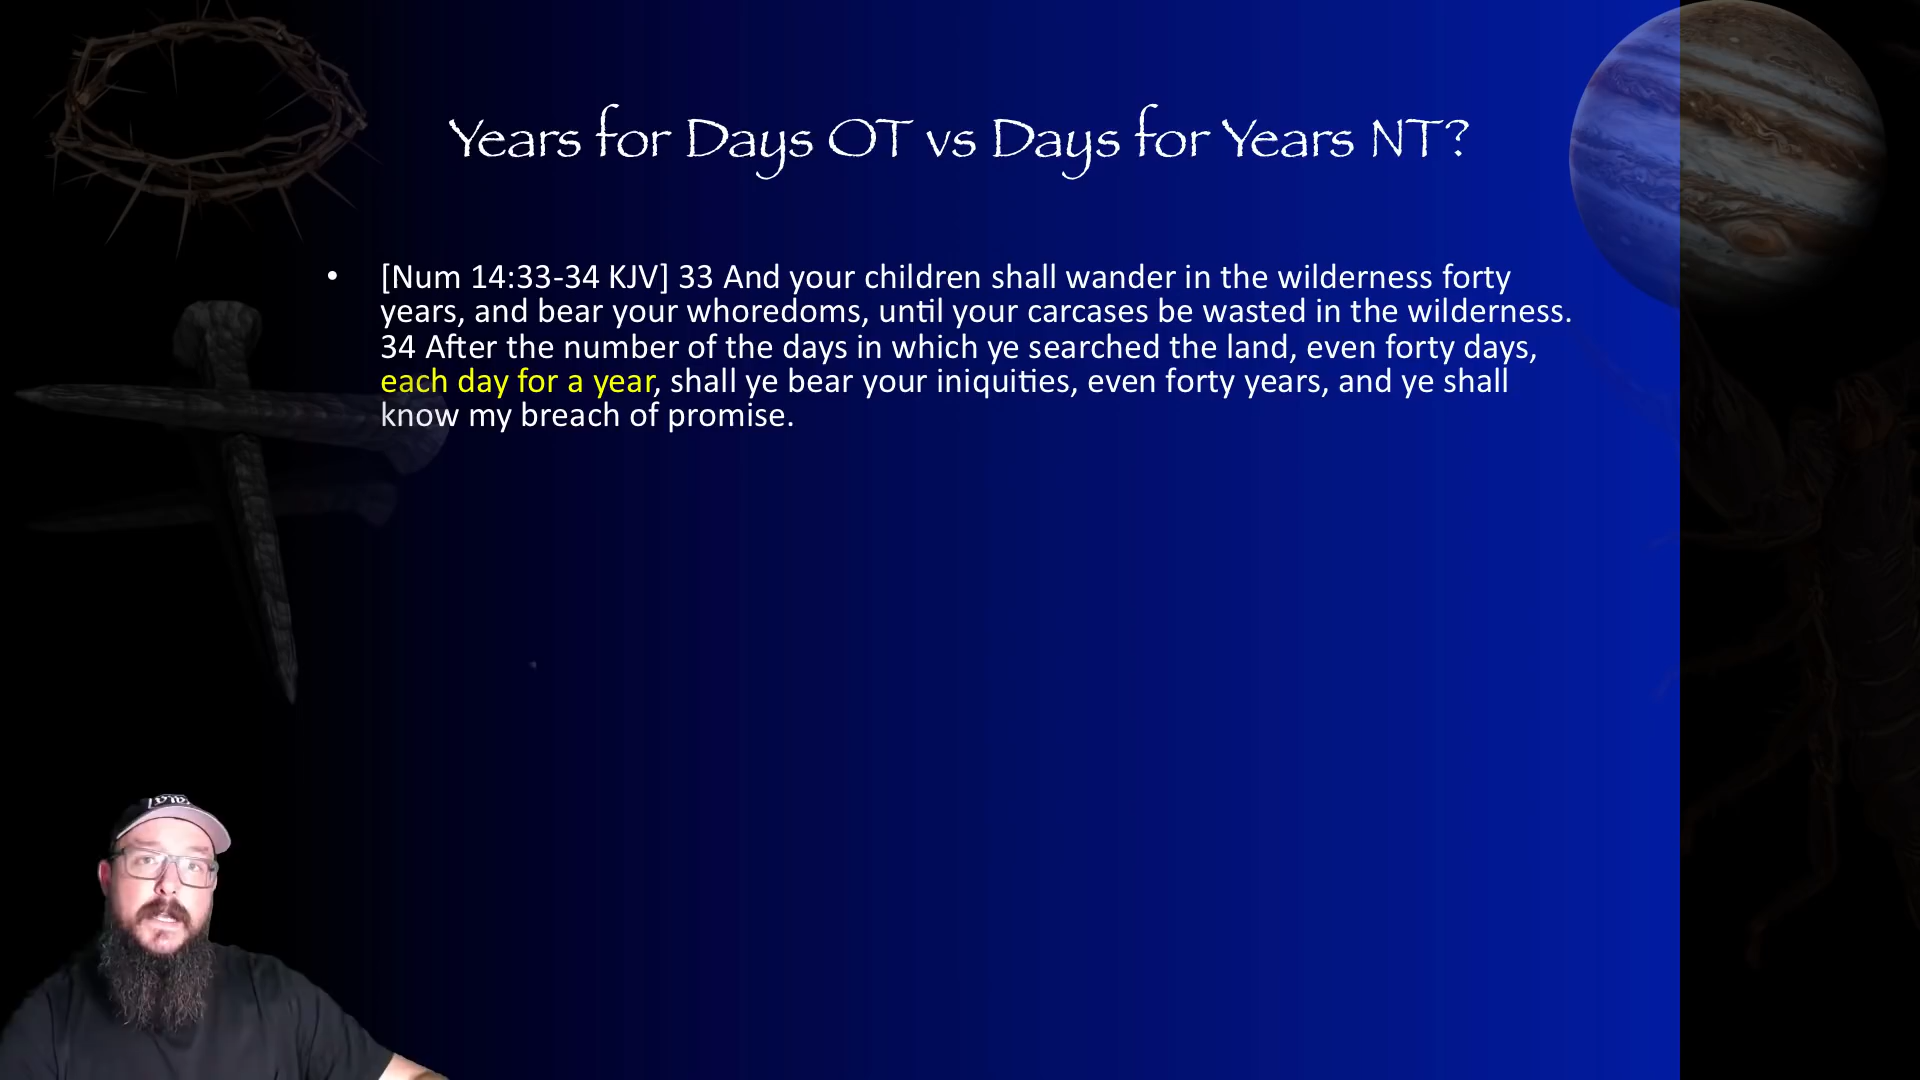 Years for Days OT vs Days for Years NT?
• [Num 14:33-34 KJV] 33 And your children shall wander in the wilderness forty
years, and bear your whoredoms, until your carcases be wasted in the wilderness.
34 After the number of the days in which ye searched the land, even forty days,
each day for a year, shall ye bear your iniquities, even forty years, and ye shall
know my breach of promise.